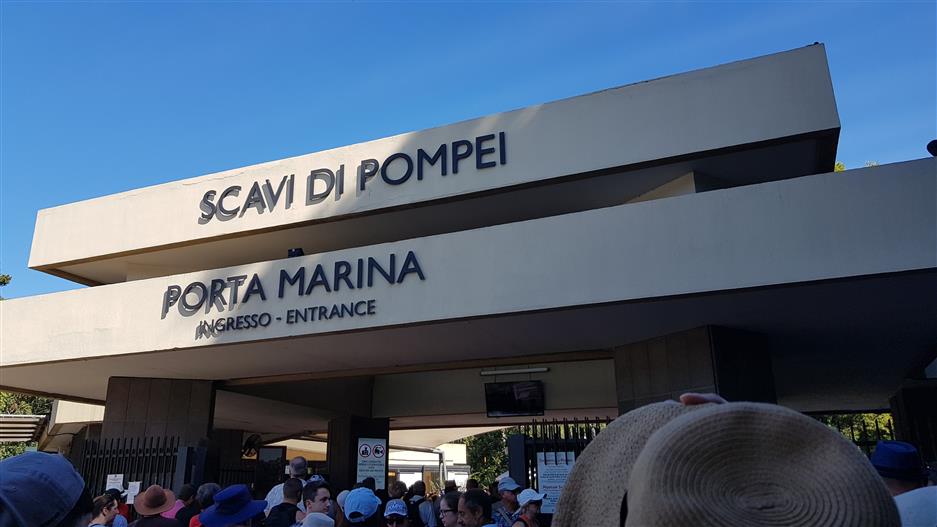 SCAVI DI POMPEI
PORTA MARINA
INGRESSO - ENTRANCE